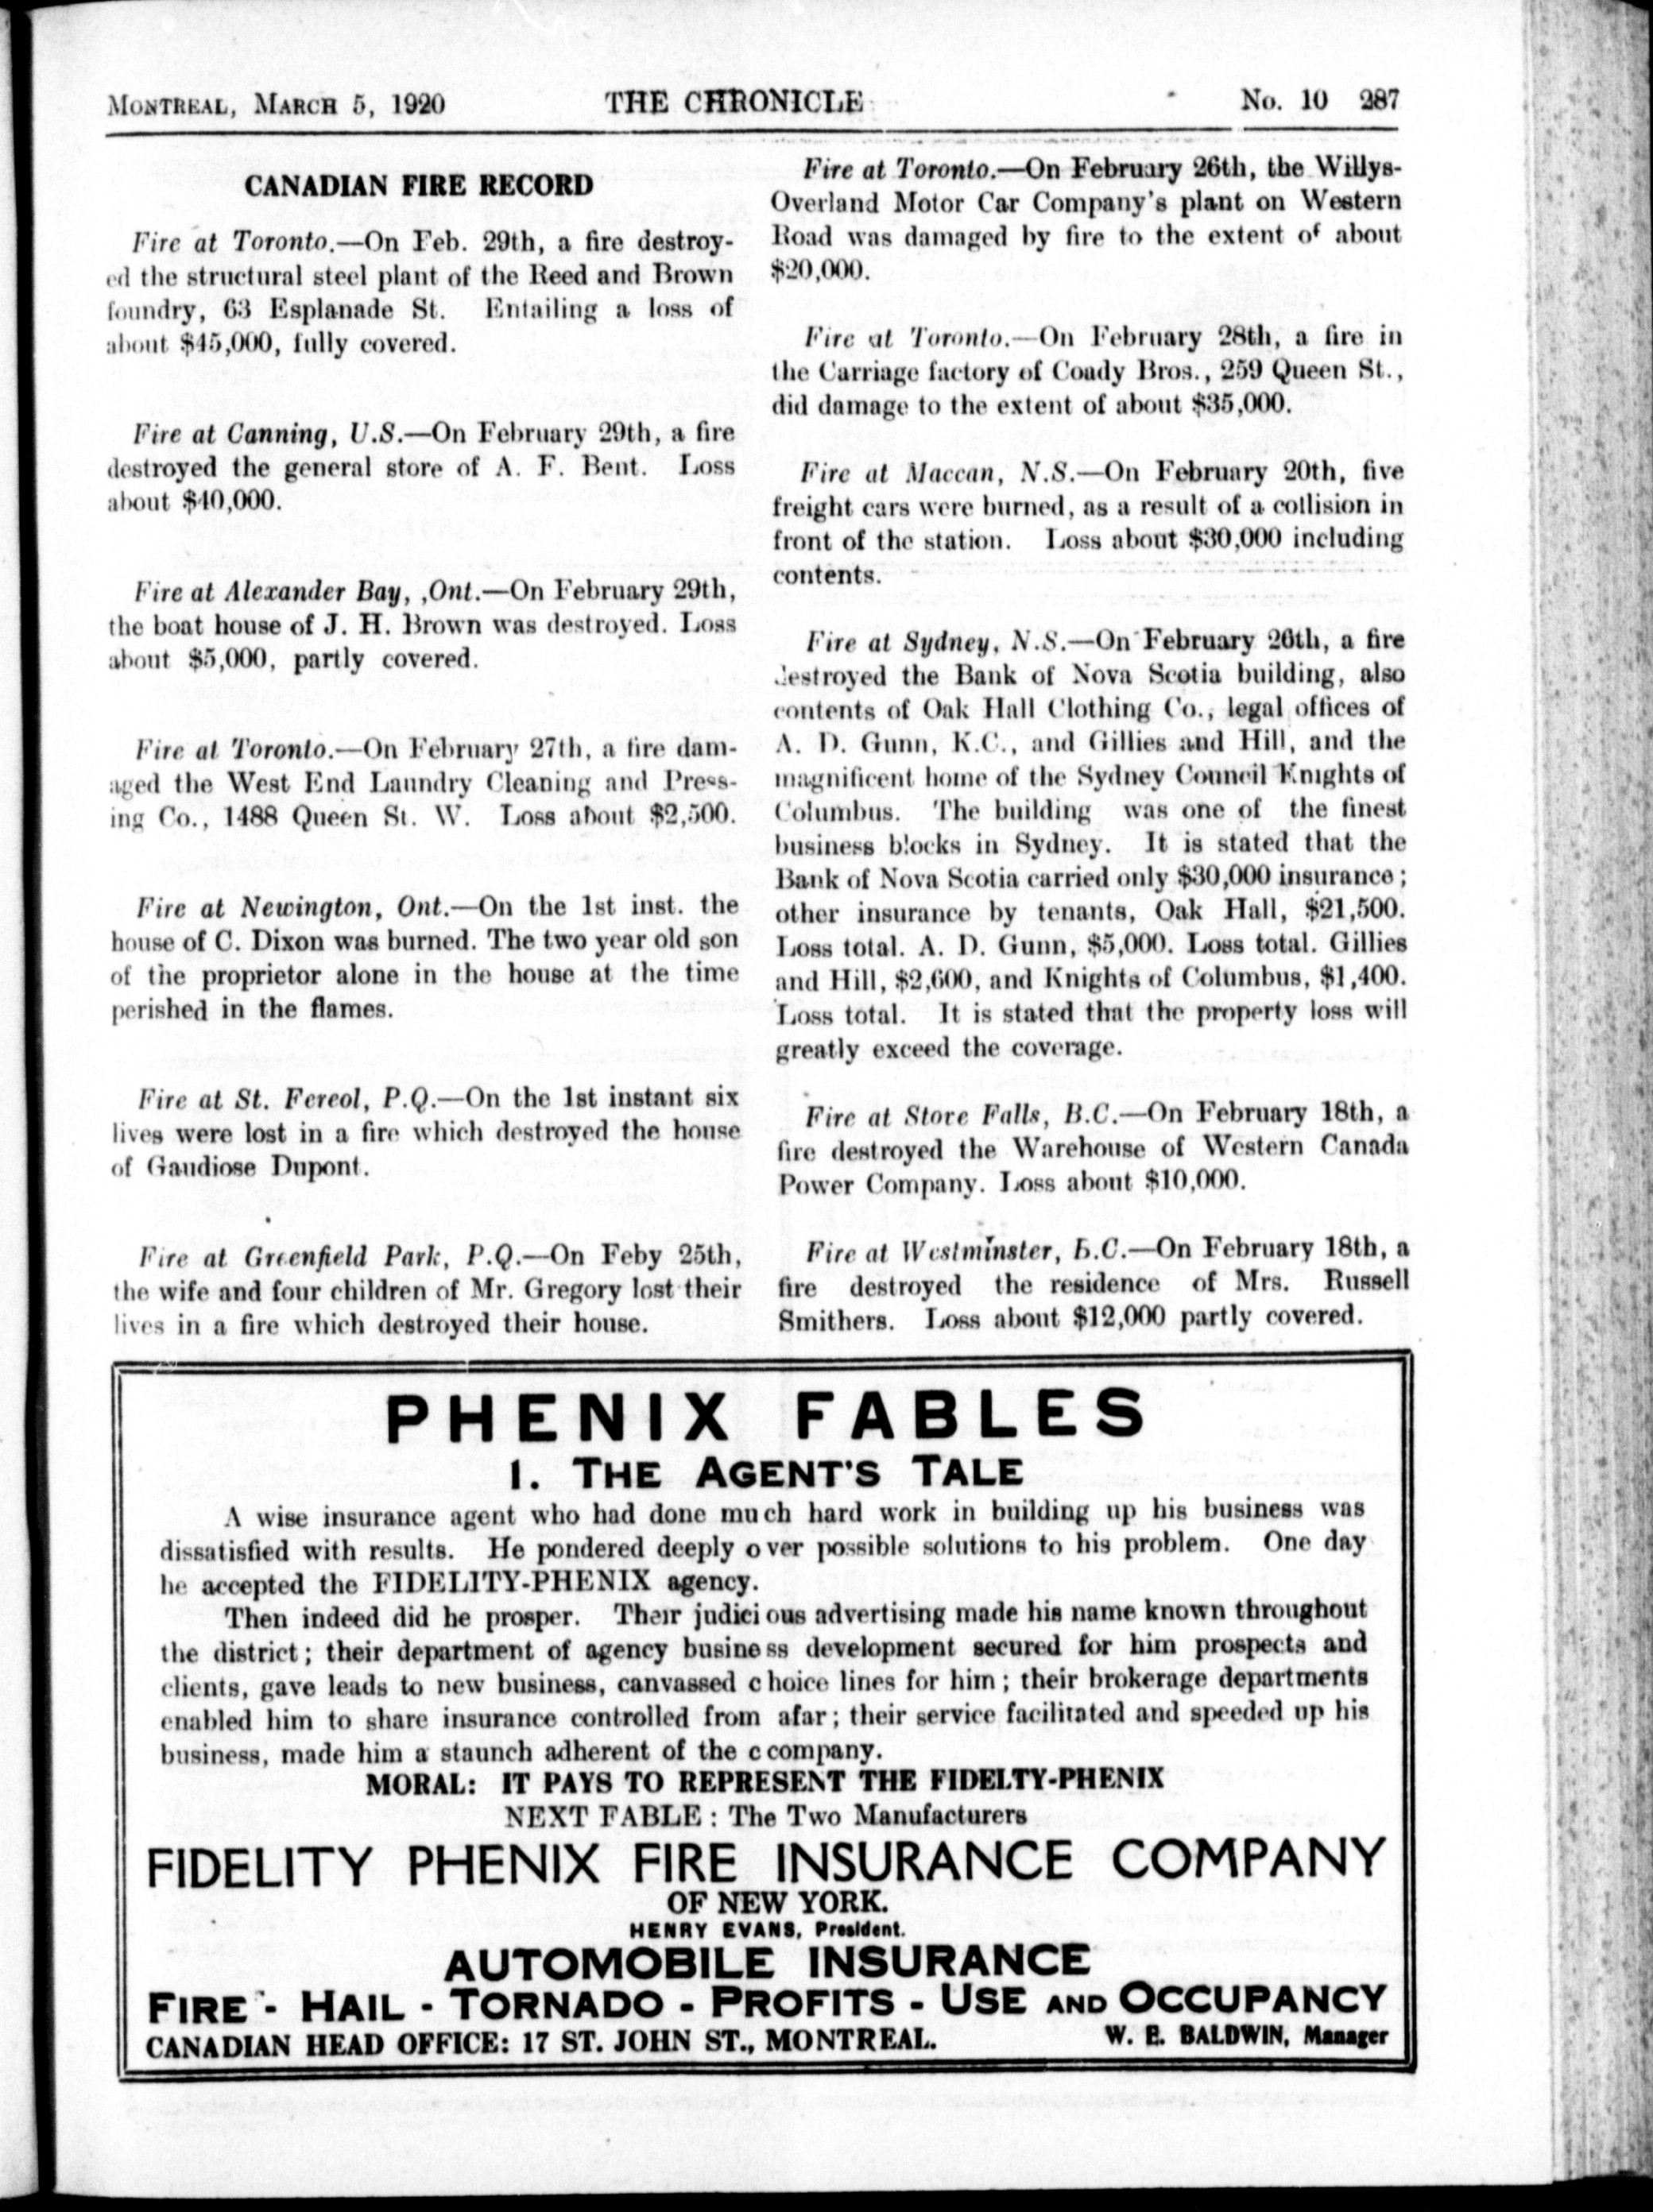 MONTREAL, MARCH 5, 1920 THE CHRONICLE No. 10 287
CANADIAN FIRE RECORD
Fire at Toronto.—On Feb. 29th, a fire destroy-
ed the structural steel plant of the Reed and Brown
foundry, 63 Esplanade St. Entailing a loss of
about $45,000, fully covered.
Fire at Canning, U.S.—On February 29th, a fire
destroyed the general store of A. F. Bent. Loss
about $40,000.
Fire at Alexander Bay, ,Ont.—On February 29th,
the boat house of J. H. Brown was destroyed. Loss
about $5,000, partly covered.
Fire at Toronto.—On February 27th, a fire dam-
aged the West End Laundry Cleaning and Press-
ing Co., 1488 Queen St. W. Loss about $2,500.
Fire at Newington, Ont.—On the 1st inst. the
house of C. Dixon was burned. The two year old son
of the proprietor alone in the house at the time
perished in the flames.
Fire at St. Fereol, P.Q.—On the 1st instant six
lives were lost in a fire which destroyed the house
of Gaudiose Dupont.
Fire at Greenfield Park, P.Q.—On Feby 25th,
the wife and four children of Mr. Gregory lost their
lives in a fire which destroyed their house.
Fire at Toronto.—On February 26th, the Willys-
Overland Motor Car Company's plant on Western
Road was damaged by fire to the extent of about
$20,000.
Fire at Toronto.—On February 28th, a fire in
the Carriage factory of Coady Bros., 259 Queen St.,
did damage to the extent of about $35,000.
Fire at Maccan, N.S.—On February 20th, five
freight cars were burned, as a result of a collision in
front of the station. Loss about $30,000 including
contents.
Fire at Sydney, N.S.—On February 26th, a fire
destroyed the Bank of Nova Scotia building, also
contents of Oak Hall Clothing Co., legal offices of
A. D. Gunn, K.C., and Gillies and Hill, and the
magnificent home of the Sydney Council Knights of
Columbus. The building was one of the finest
business blocks in Sydney. It is stated that the
Bank of Nova Scotia carried only $30,000 insurance;
other insurance by tenants, Oak Hall, $21,500.
Loss total. A. D. Gunn, $5,000. Loss total. Gillies
and Hill, $2,600, and Knights of Columbus, $1,400.
Loss total. It is stated that the property loss will
greatly exceed the coverage.
Fire at Store Falls, B.C.—On February 18th, a
fire destroyed the Warehouse of Western Canada
Power Company. Loss about $10,000.
Fire at Westminster, B.C.—On February 18th, a
fire destroyed the residence of Mrs. Russell
Smithers. Loss about $12,000 partly covered.
PHENIX FABLES
1. THE AGENT'S TALE
A wise insurance agent who had done much hard work in building up his business was
dissatisfied with results. He pondered deeply over possible solutions to his problem. One day
he accepted the FIDELITY-PHENIX agency.
Then indeed did he prosper. Their judicious advertising made his name known throughout
the district; their department of agency business development secured for him prospects and
clients, gave leads to new business, canvassed choice lines for him; their brokerage departments
enabled him to share insurance controlled from afar; their service facilitated and speeded up his
business, made him a staunch adherent of the ccompany.
MORAL: IT PAYS TO REPRESENT THE FIDELTY-PHENIX
NEXT FABLE: The Two Manufacturers
FIDELITY PHENIX FIRE INSURANCE COMPANY
OF NEW YORK.
HENRY EVANS, President.
AUTOMOBILE INSURANCE
FIRE - HAIL - TORNADO - PROFITS - USE AND OCCUPANCY
CANADIAN HEAD OFFICE: 17 ST. JOHN ST., MONTREAL. W. E. BALDWIN, Manager